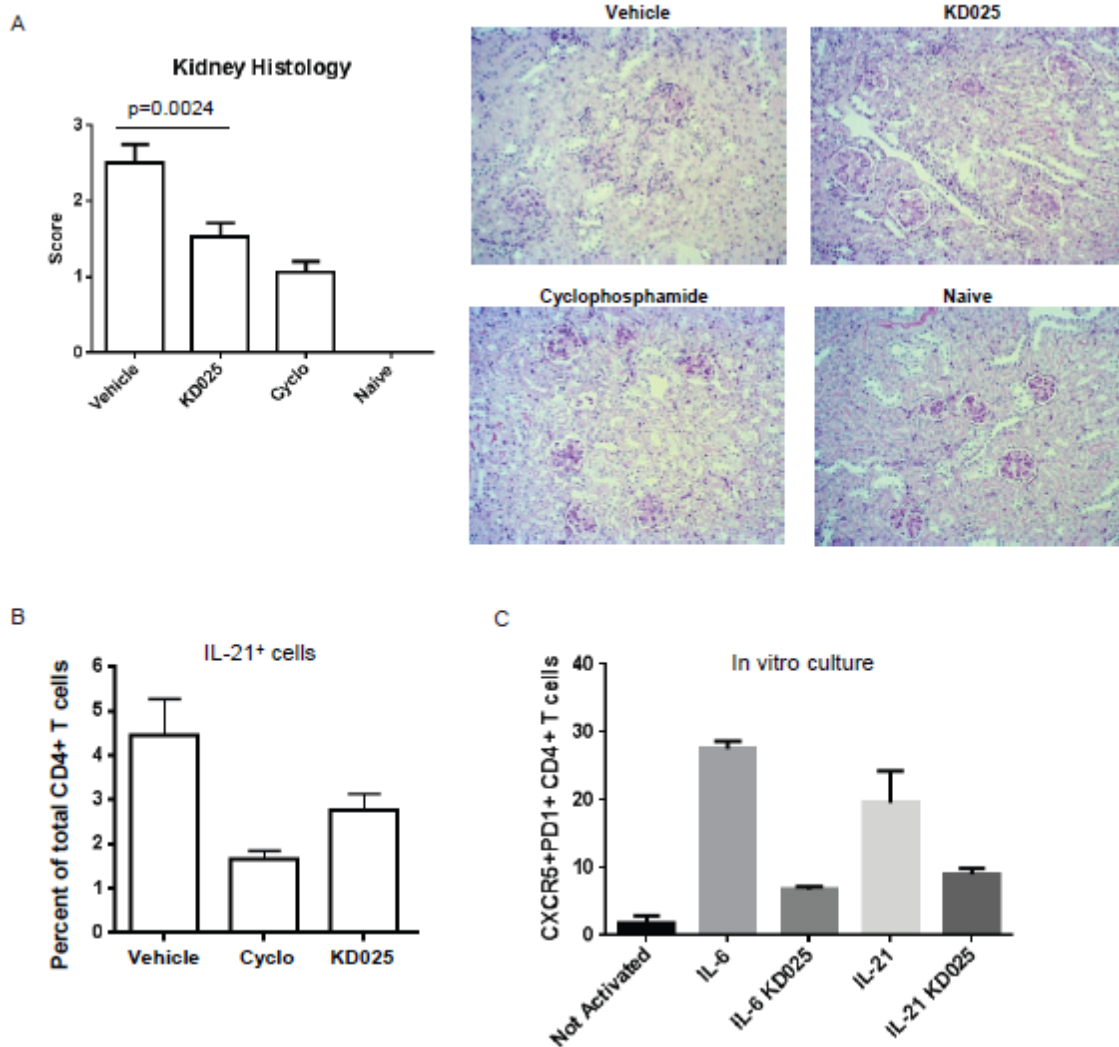 A
Kidney Histology
p=0.0024
Score
3
2
1
0
Vehicle
KD025
Cyclo
Naive
Vehicle
KD025
Cyclophosphamide
Naive
B
IL-21+ cells
Percent of total CD4+ T cells
6
5
4
3
2
1
0
Vehicle
Cyclo
KD025
C
In vitro culture
CXCR5+PD1+ CD4+ T cells
40
30
20
10
0
Not Activated
IL-6
IL-6 KD025
IL-21
IL-21 KD025